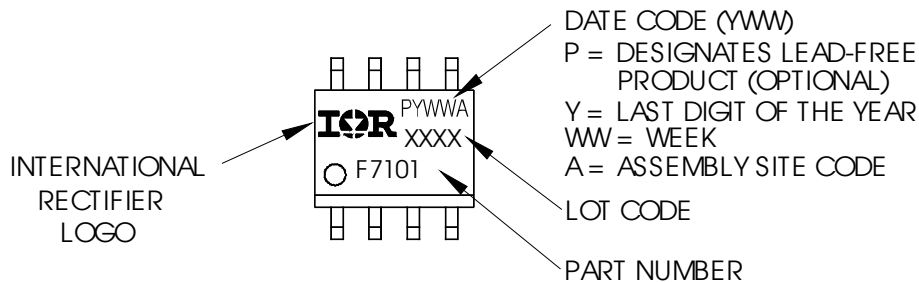 DATE CODE (YWW)
P = DESIGNATES LEAD-FREE
PRODUCT (OPTIONAL)
Y = LAST DIGIT OF THE YEAR
WW = WEEK
A = ASSEMBLY SITE CODE
LOT CODE
PART NUMBER
INTERNATIONAL
RECTIFIER
LOGO
IOR
PYWWA
XXXX
F7101